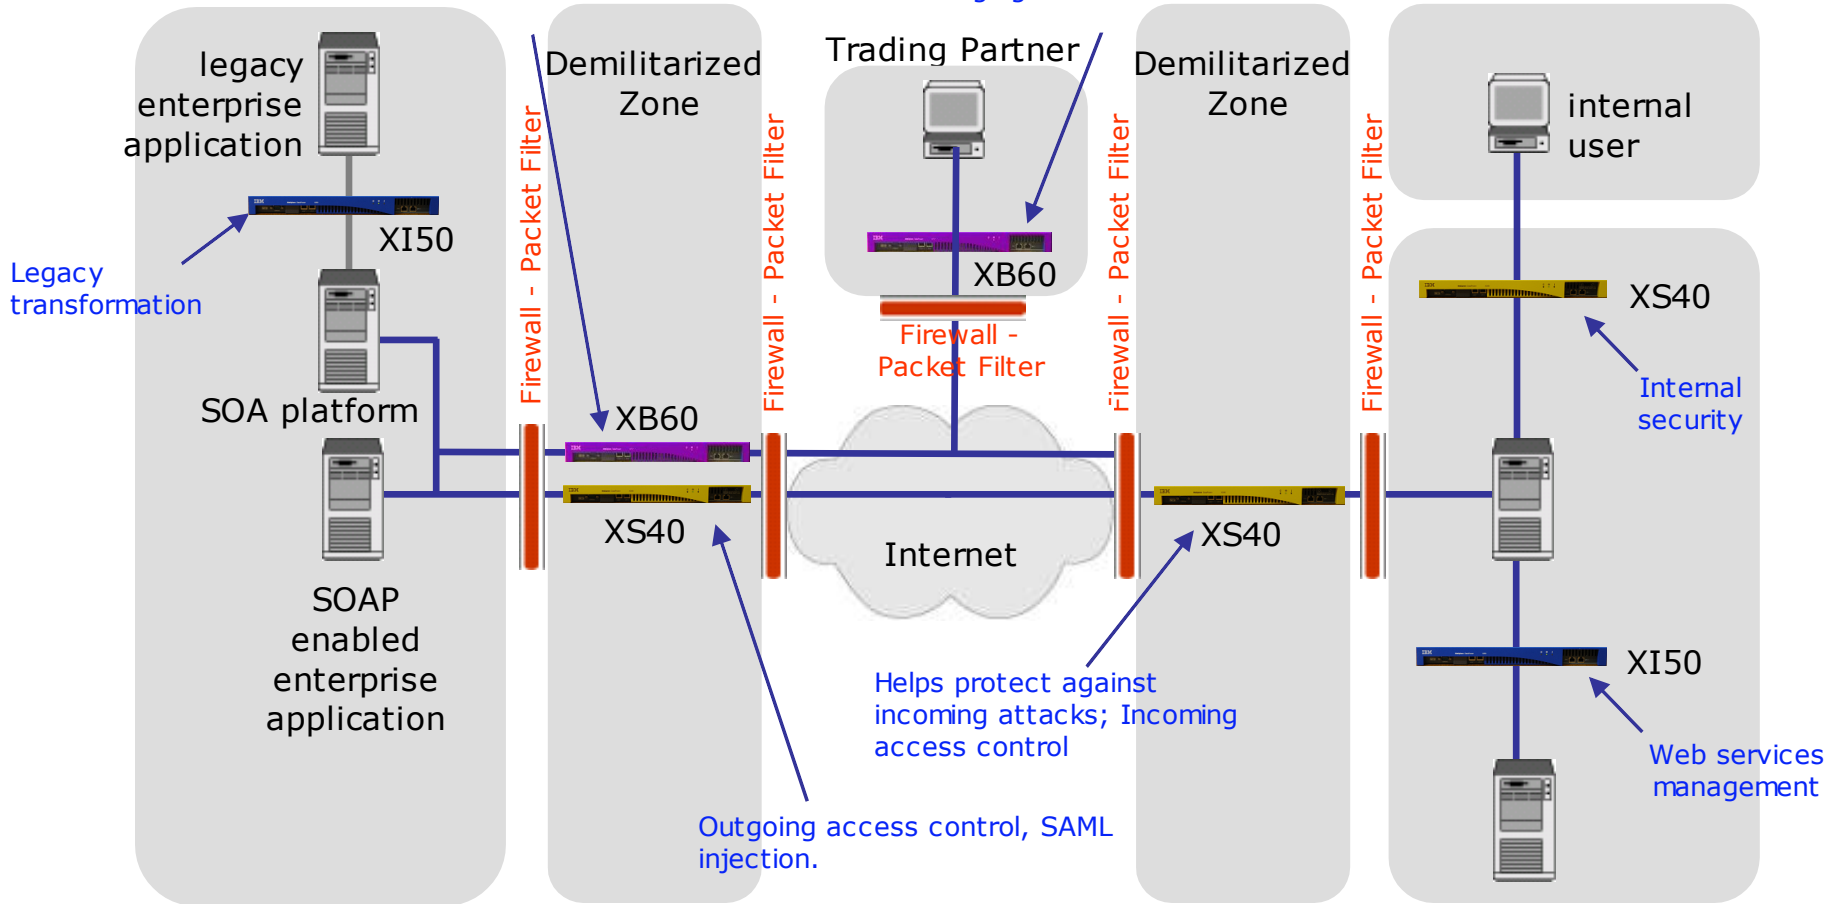 legacy
enterprise
application
XI50
Legacy
transformation
SOA platform
SOAP
enabled
enterprise
application
Firewall - Packet Filter
Demilitarized
Zone
XB60
XS40
Outgoing access control, SAML
injection.
Firewall - Packet Filter
Trading Partner
XB60
Firewall -
Packet Filter
Internet
Helps protect against
incoming attacks; Incoming
access control
Firewall - Packet Filter
Demilitarized
Zone
XS40
Firewall - Packet Filter
internal
user
XS40
Internal
security
XI50
Web services
management